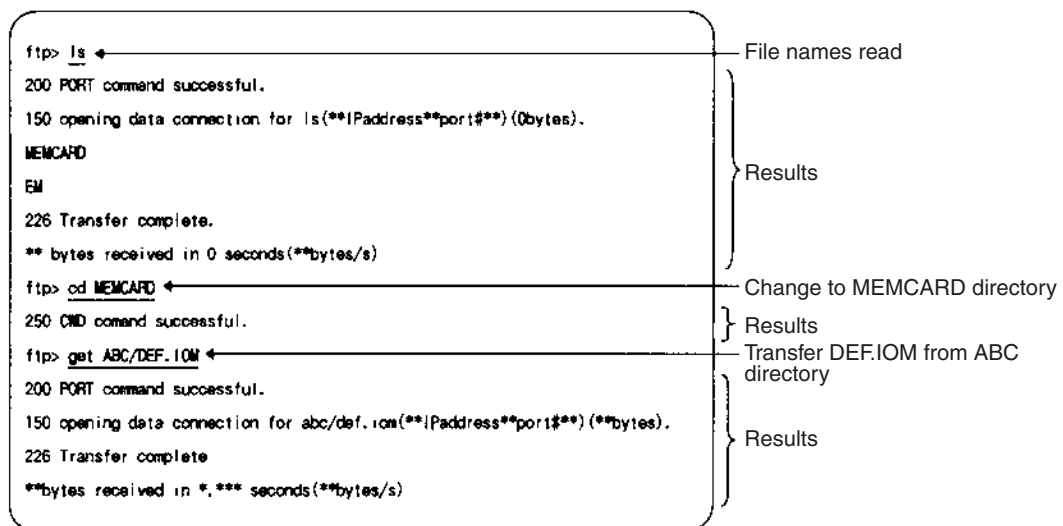 ftp> ls
File names read
200 PORT command successful.
150 opening data connection for ls(**IPaddress**port#**)(0bytes).
MEMCARD
EM
226 Transfer complete.
** bytes received in 0 seconds(**bytes/s)
Results
ftp> cd MEMCARD
Change to MEMCARD directory
250 CWD comand successful.
Results
ftp> get ABC/DEF.IOM
Transfer DEF.IOM from ABC
directory
200 PORT command successful.
150 opening data connection for abc/def.iom(**IPaddress**port#**)(**bytes).
226 Transfer complete
**bytes received in *.*** seconds(**bytes/s)
Results